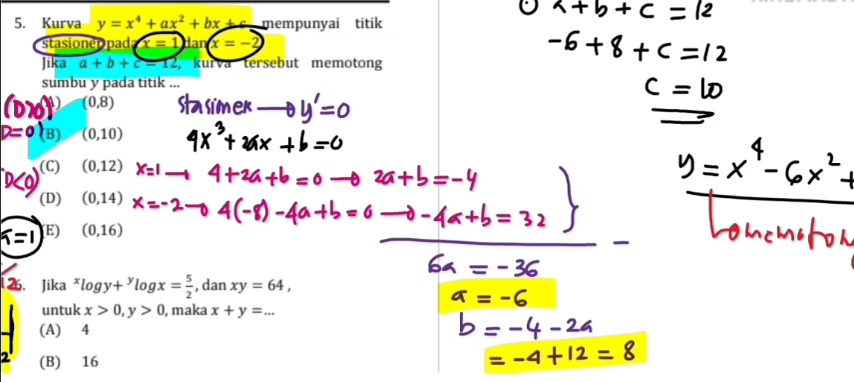 5. Kurva y = x⁴ + ax² + bx + c mempunyai titik
stasioner pada x = 1 dan x = −2.
Jika a + b + c = 12, kurva tersebut memotong
sumbu y pada titik ...
(D>0) (A) (0,8)
D=0 (B) (0,10)
(C) (0,12)
D<0 (D) (0,14)
a=1 (E) (0,16)
stasioner → y'=0
4x³+2ax+b=0
x=1 → 4+2a+b=0 → 2a+b=-4
x=-2 → 4(-8)-4a+b=0 → -4a+b=32
6a = -36
a = -6
b = -4-2a
= -4+12 = 8
a+b+c=12
-6+8+c=12
c = 10
y = x⁴-6x²+
6. Jika ˣlog y + ʸlog x = 5/2, dan xy = 64,
untuk x > 0, y > 0, maka x + y = ...
(A) 4
(B) 16